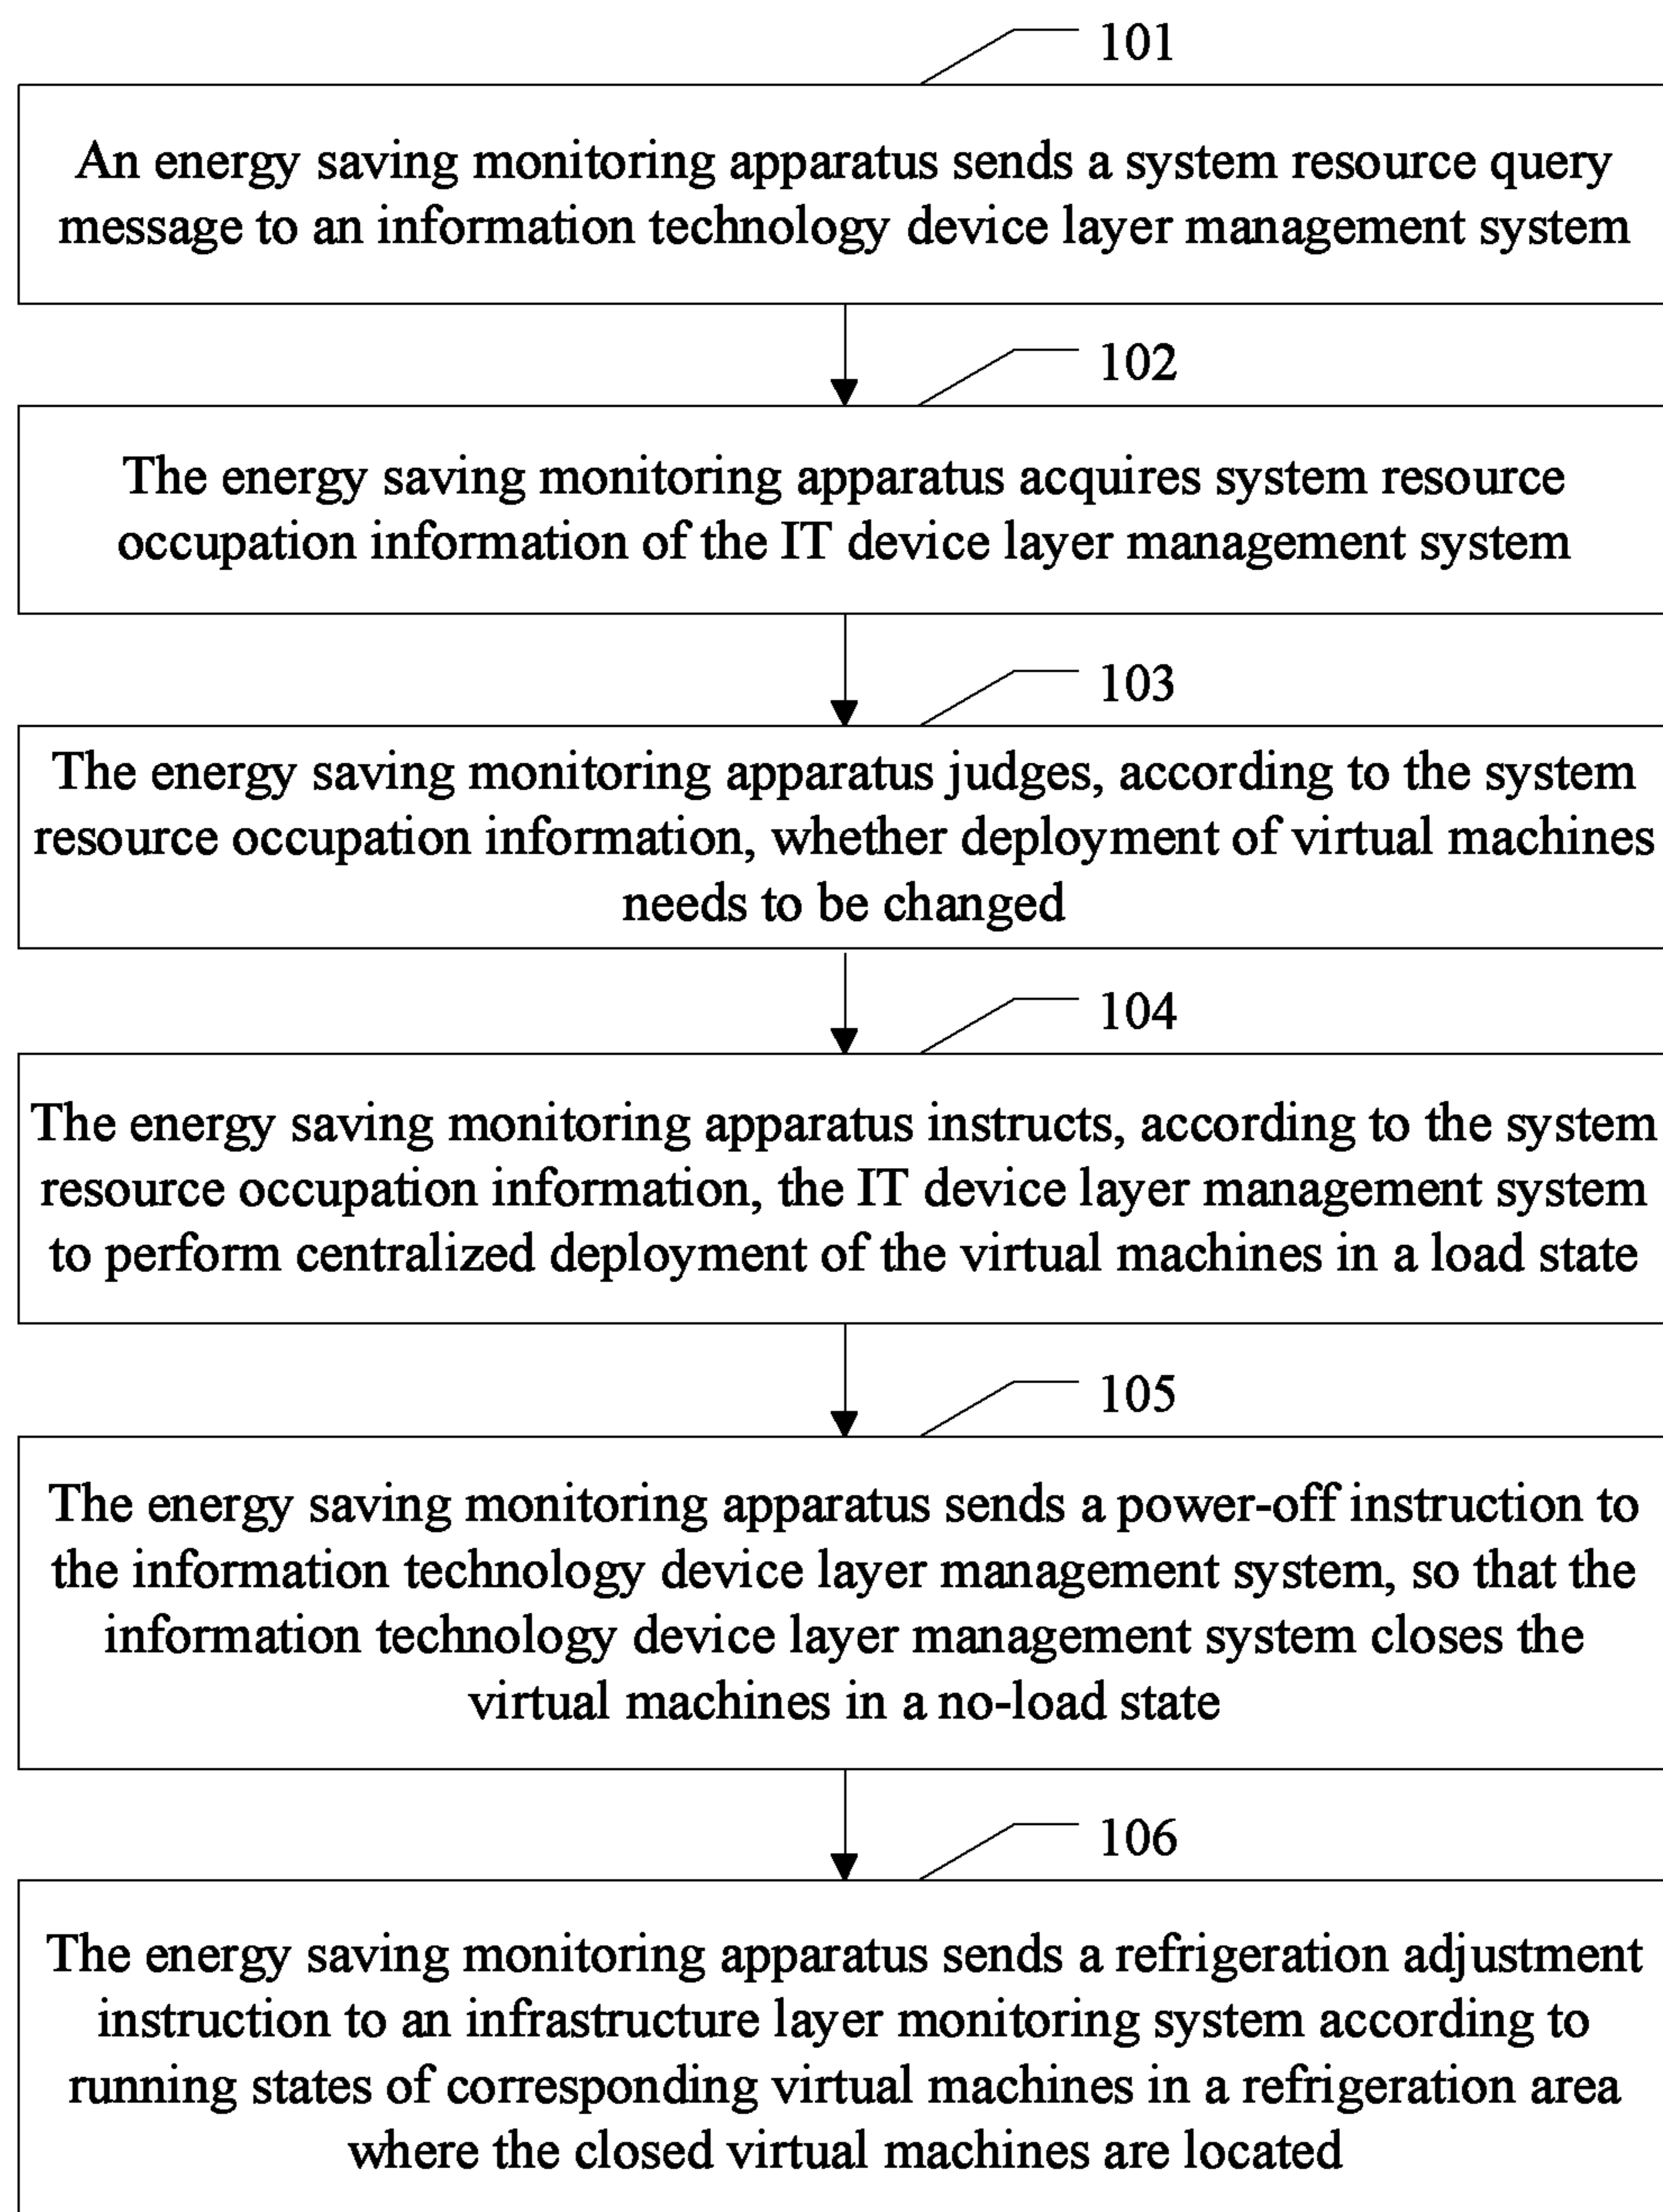 101
An energy saving monitoring apparatus sends a system resource query
message to an information technology device layer management system
102
The energy saving monitoring apparatus acquires system resource
occupation information of the IT device layer management system
103
The energy saving monitoring apparatus judges, according to the system
resource occupation information, whether deployment of virtual machines
needs to be changed
104
The energy saving monitoring apparatus instructs, according to the system
resource occupation information, the IT device layer management system
to perform centralized deployment of the virtual machines in a load state
105
The energy saving monitoring apparatus sends a power-off instruction to
the information technology device layer management system, so that the
information technology device layer management system closes the
virtual machines in a no-load state
106
The energy saving monitoring apparatus sends a refrigeration adjustment
instruction to an infrastructure layer monitoring system according to
running states of corresponding virtual machines in a refrigeration area
where the closed virtual machines are located